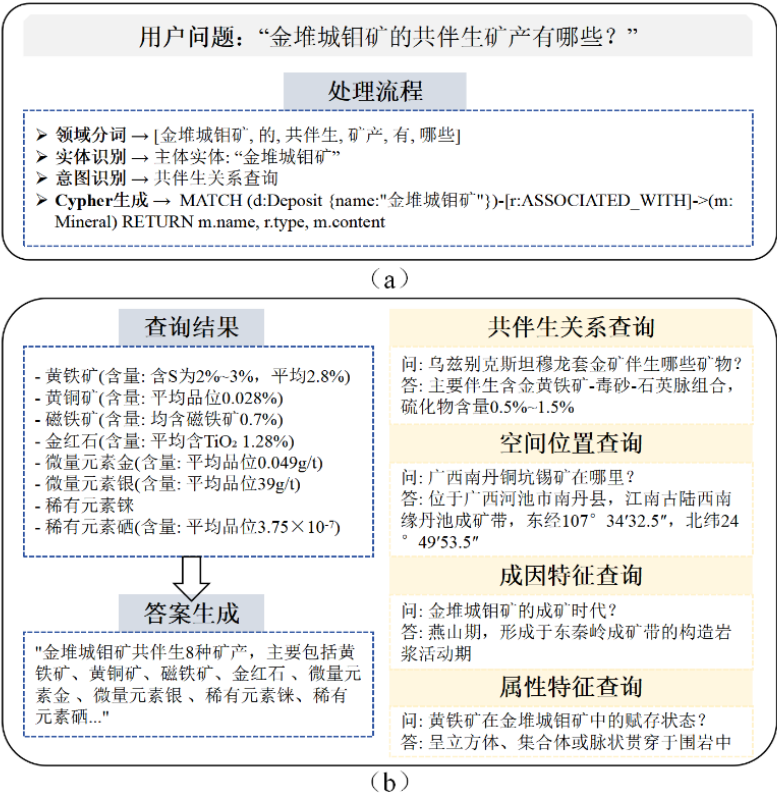 用户问题：“金堆城钼矿的共伴生矿产有哪些？”
处理流程
➤ 领域分词 → [金堆城钼矿, 的, 共伴生, 矿产, 有, 哪些]
➤ 实体识别 → 主体实体: “金堆城钼矿”
➤ 意图识别 → 共伴生关系查询
➤ Cypher生成 → MATCH (d:Deposit {name:"金堆城钼矿"})-[r:ASSOCIATED_WITH]->(m:
Mineral) RETURN m.name, r.type, m.content
（a）
查询结果
- 黄铁矿(含量: 含S为2%~3%，平均2.8%)
- 黄铜矿(含量: 平均品位0.028%)
- 磁铁矿(含量: 均含磁铁矿0.7%)
- 金红石(含量: 平均含TiO₂ 1.28%)
- 微量元素金(含量: 平均品位0.049g/t)
- 微量元素银(含量: 平均品位39g/t)
- 稀有元素铼
- 稀有元素硒(含量: 平均品位3.75×10⁻⁷)
答案生成
"金堆城钼矿共伴生8种矿产，主要包括黄
铁矿、黄铜矿、磁铁矿、金红石 、微量元
素金 、微量元素银 、稀有元素铼、稀有
元素硒..."
共伴生关系查询
问: 乌兹别克斯坦穆龙套金矿伴生哪些矿物？
答: 主要伴生含金黄铁矿-毒砂-石英脉组合，
硫化物含量0.5%~1.5%
空间位置查询
问: 广西南丹铜坑锡矿在哪里？
答: 位于广西河池市南丹县，江南古陆西南
缘丹池成矿带，东经107°34′32.5″，北纬24
°49′53.5″
成因特征查询
问: 金堆城钼矿的成矿时代？
答: 燕山期，形成于东秦岭成矿带的构造岩
浆活动期
属性特征查询
问: 黄铁矿在金堆城钼矿中的赋存状态？
答: 呈立方体、集合体或脉状贯穿于围岩中
（b）